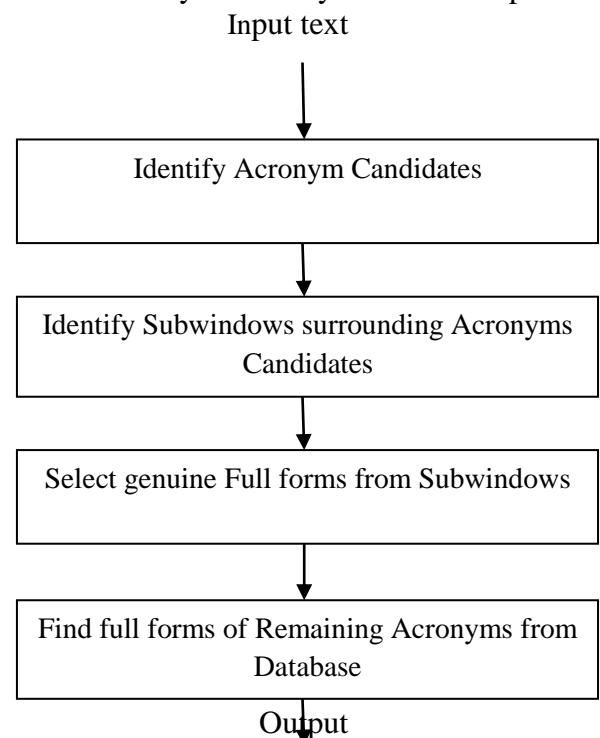 Input text
Identify Acronym Candidates
Identify Subwindows surrounding Acronyms
Candidates
Select genuine Full forms from Subwindows
Find full forms of Remaining Acronyms from
Database
Output